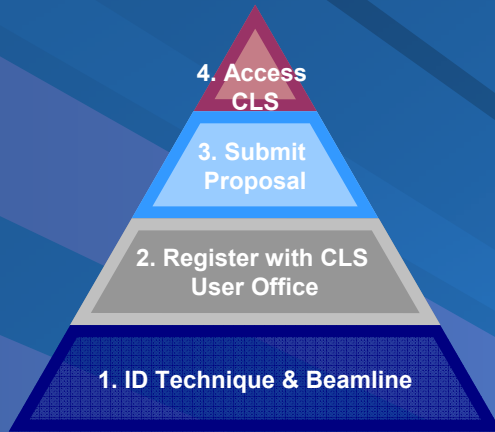 4. Access
CLS
3. Submit
Proposal
2. Register with CLS
User Office
1. ID Technique & Beamline